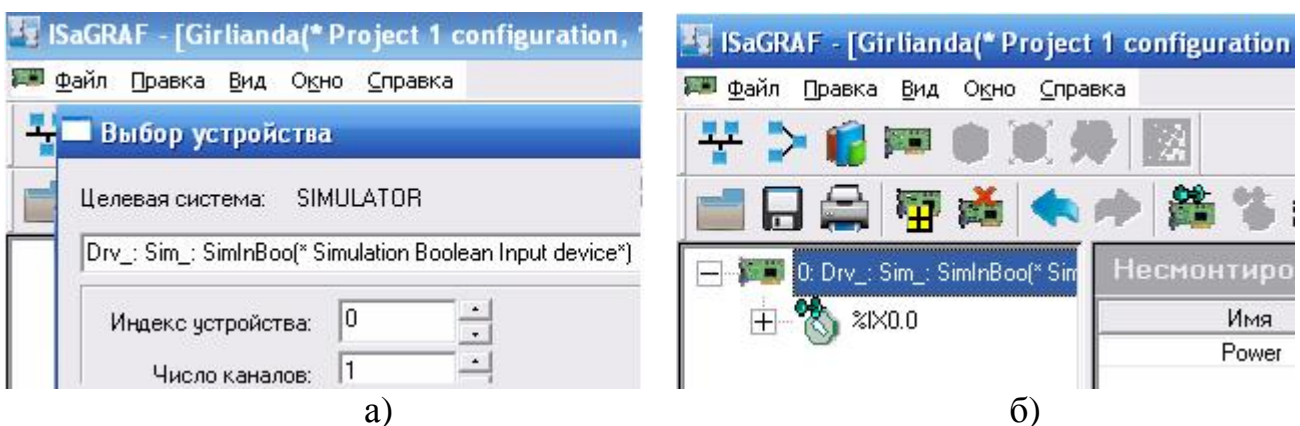 ISaGRAF - [Girlianda(* Project 1 configuration,
Файл Правка Вид Окно Справка
Выбор устройства
Целевая система: SIMULATOR
Drv_: Sim_: SimInBoo(* Simulation Boolean Input device*)
Индекс устройства: 0
Число каналов: 1
а)
ISaGRAF - [Girlianda(* Project 1 configuration
Файл Правка Вид Окно Справка
0: Drv_: Sim_: SimInBoo(* Sim
%IX0.0
Несмонтиро
Имя
Power
б)